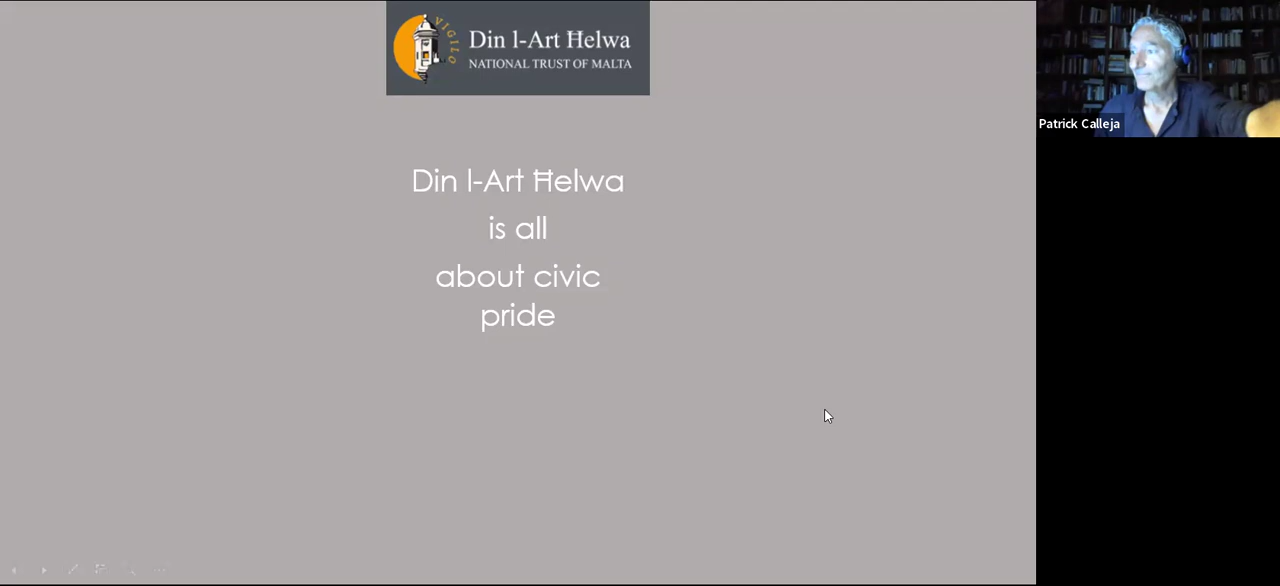 VIGILO
Din l-Art Ħelwa
NATIONAL TRUST OF MALTA
Patrick Calleja
Din l-Art Ħelwa
is all
about civic
pride